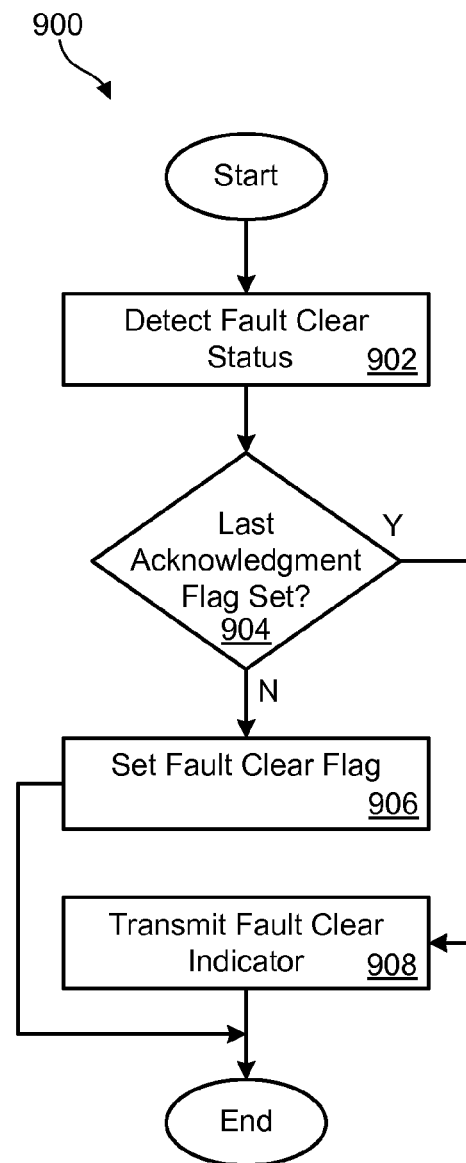 900
Start
Detect Fault Clear
Status 902
Last
Acknowledgment
Flag Set?
904
Y
N
Set Fault Clear Flag
906
Transmit Fault Clear
Indicator 908
End